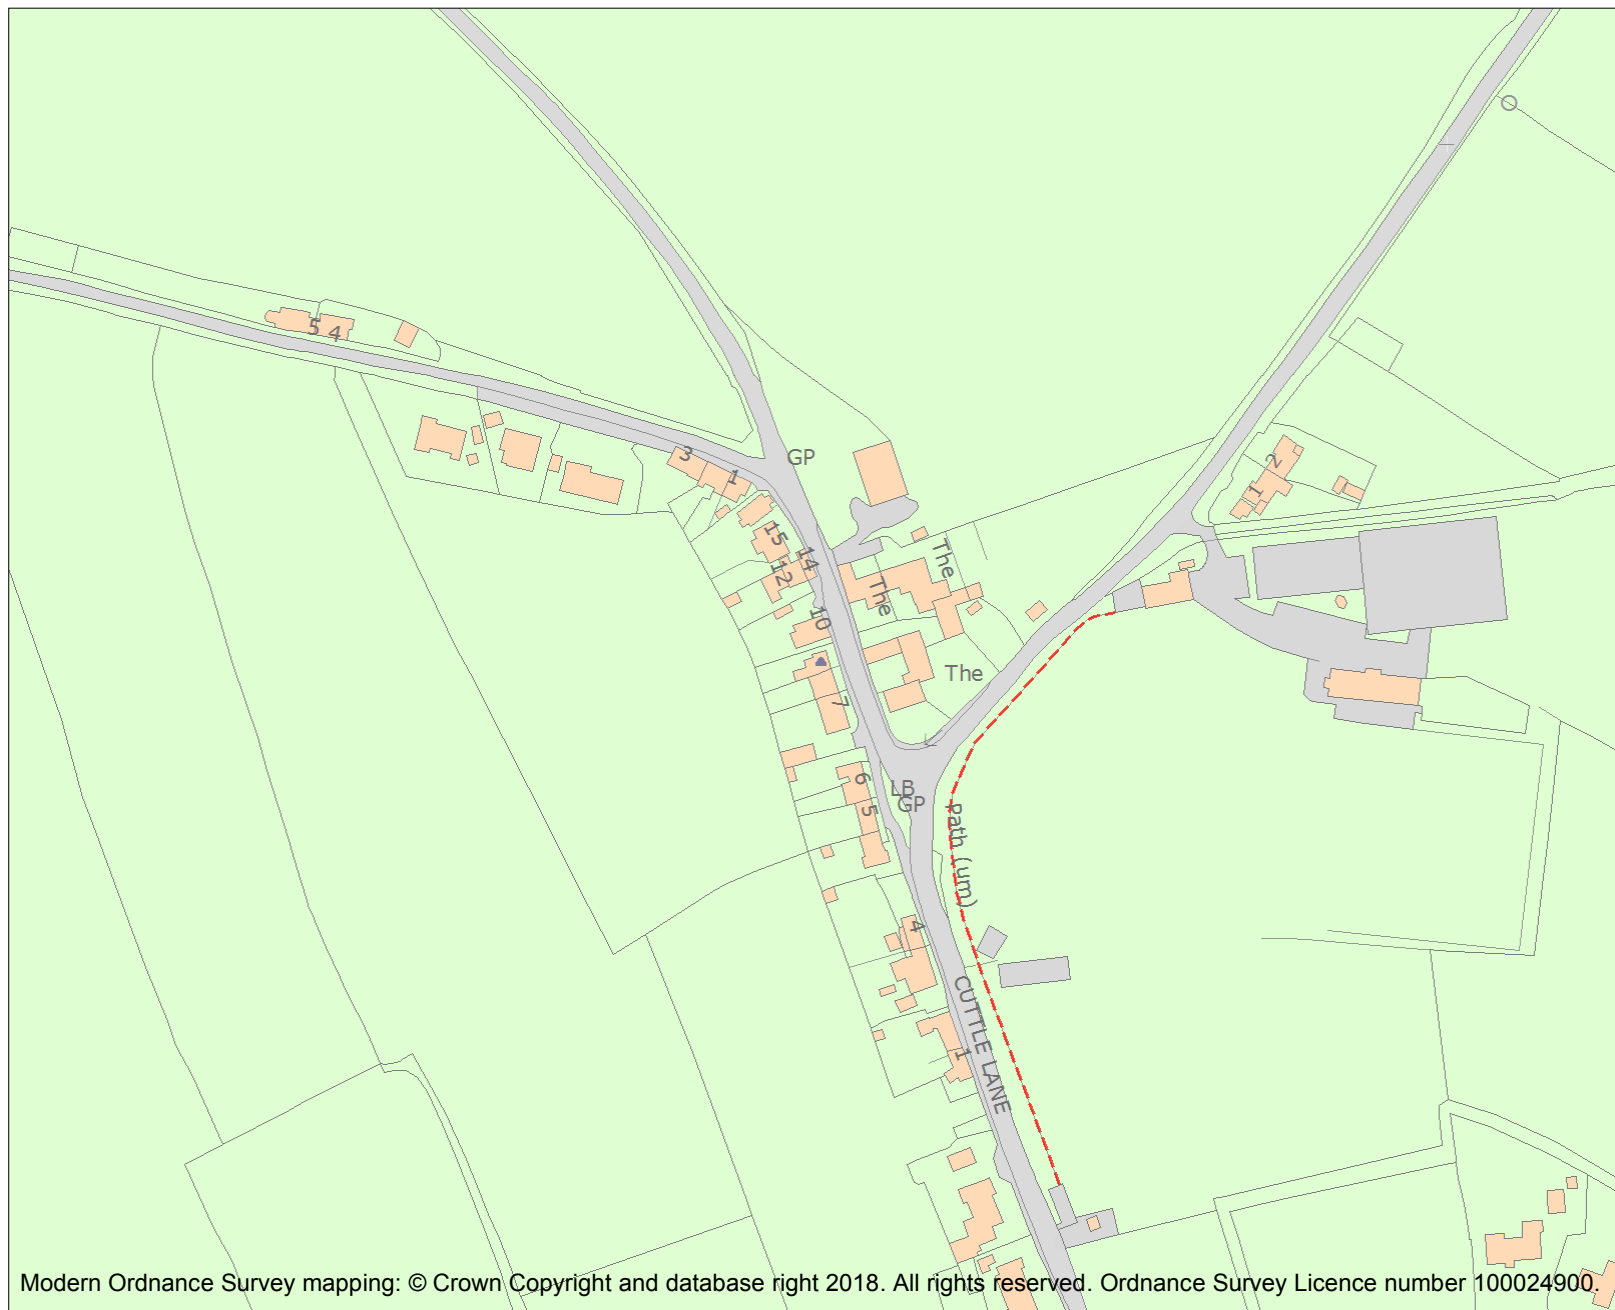 5 4
3
1
GP
2
1
15
14
12
The
The
10
The
7
6
LB
GP
5
Path (um)
4
CUTTLE LANE
1
Modern Ordnance Survey mapping: © Crown Copyright and database right 2018. All rights reserved. Ordnance Survey Licence number 100024900.